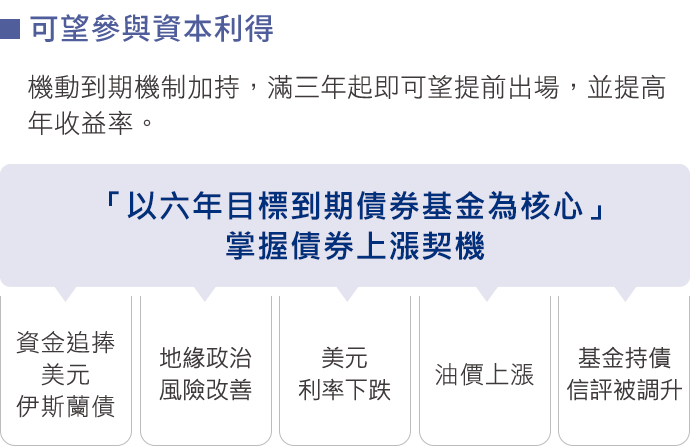 可望參與資本利得
機動到期機制加持，滿三年起即可望提前出場，並提高
年收益率。
「以六年目標到期債券基金為核心」
掌握債券上漲契機
資金追捧
美元
伊斯蘭債
地緣政治
風險改善
美元
利率下跌
油價上漲
基金持債
信評被調升